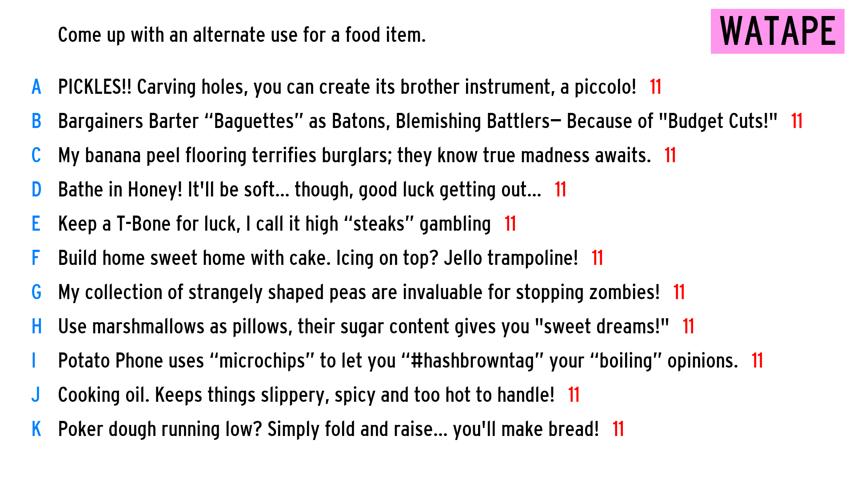 Come up with an alternate use for a food item.
WATAPE
A PICKLES!! Carving holes, you can create its brother instrument, a piccolo! 11
B Bargainers Barter “Baguettes” as Batons, Blemishing Battlers— Because of "Budget Cuts!" 11
C My banana peel flooring terrifies burglars; they know true madness awaits. 11
D Bathe in Honey! It'll be soft... though, good luck getting out... 11
E Keep a T-Bone for luck, I call it high “steaks” gambling 11
F Build home sweet home with cake. Icing on top? Jello trampoline! 11
G My collection of strangely shaped peas are invaluable for stopping zombies! 11
H Use marshmallows as pillows, their sugar content gives you "sweet dreams!" 11
I Potato Phone uses “microchips” to let you “#hashbrowntag” your “boiling” opinions. 11
J Cooking oil. Keeps things slippery, spicy and too hot to handle! 11
K Poker dough running low? Simply fold and raise... you'll make bread! 11